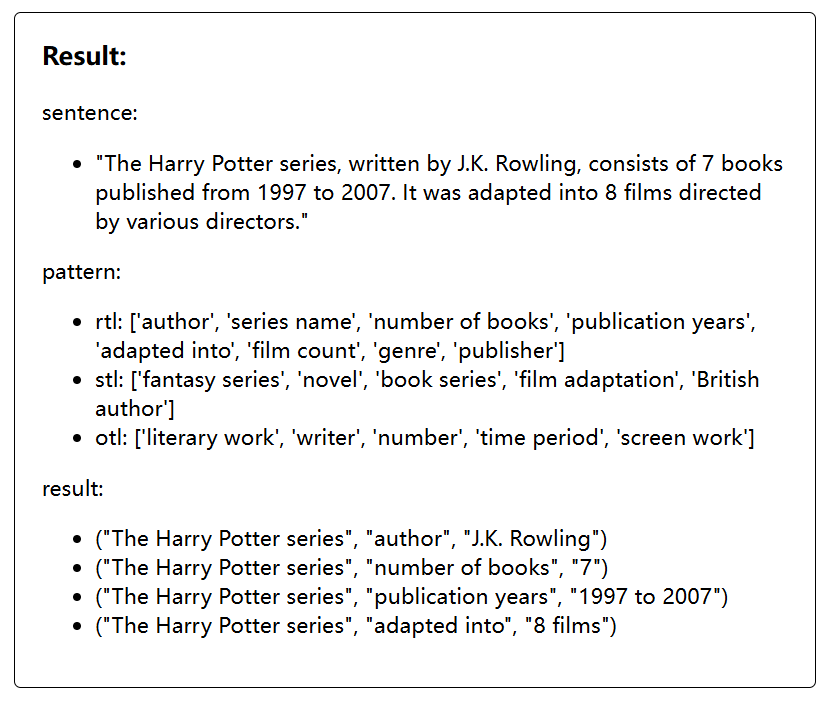 Result:
sentence:
• "The Harry Potter series, written by J.K. Rowling, consists of 7 books
published from 1997 to 2007. It was adapted into 8 films directed
by various directors."
pattern:
• rtl: ['author', 'series name', 'number of books', 'publication years',
'adapted into', 'film count', 'genre', 'publisher']
• stl: ['fantasy series', 'novel', 'book series', 'film adaptation', 'British
author']
• otl: ['literary work', 'writer', 'number', 'time period', 'screen work']
result:
• ("The Harry Potter series", "author", "J.K. Rowling")
• ("The Harry Potter series", "number of books", "7")
• ("The Harry Potter series", "publication years", "1997 to 2007")
• ("The Harry Potter series", "adapted into", "8 films")